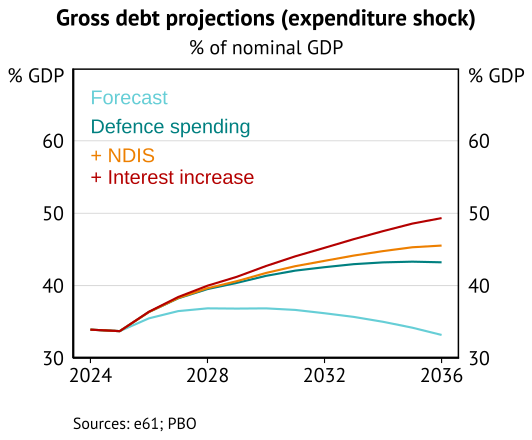 Gross debt projections (expenditure shock)
% of nominal GDP
% GDP % GDP
Forecast
Defence spending
+ NDIS
+ Interest increase
60 60
50 50
40 40
30 30
2024 2028 2032 2036
Sources: e61; PBO